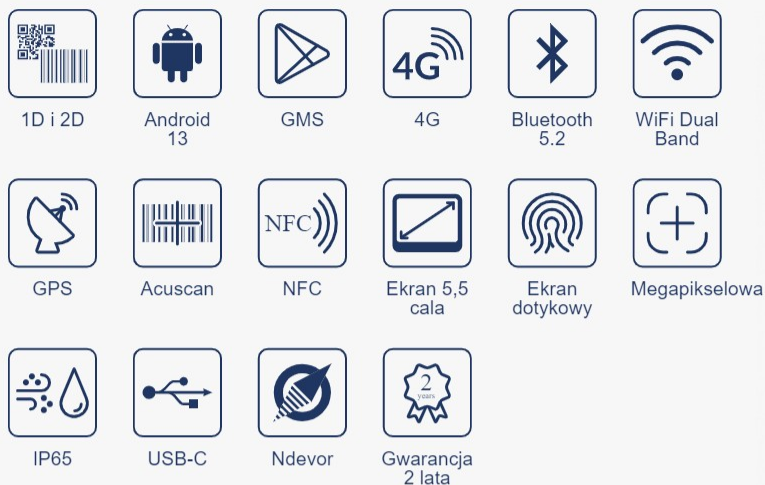 4G
1D i 2D
Android
13
GMS
4G
Bluetooth
5.2
WiFi Dual
Band
NFC
GPS
Acuscan
NFC
Ekran 5,5
cala
Ekran
dotykowy
Megapikselowa
2
years
IP65
USB-C
Ndevor
Gwarancja
2 lata